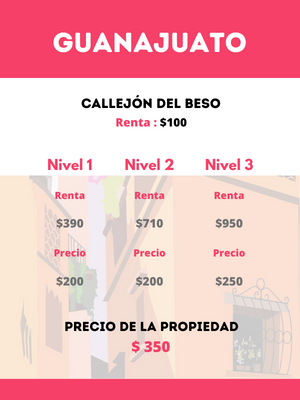 GUANAJUATO
CALLEJÓN DEL BESO
Renta : $100
Nivel 1 Nivel 2 Nivel 3
Renta Renta Renta
$390 $710 $950
Precio Precio Precio
$200 $200 $250
PRECIO DE LA PROPIEDAD
$ 350